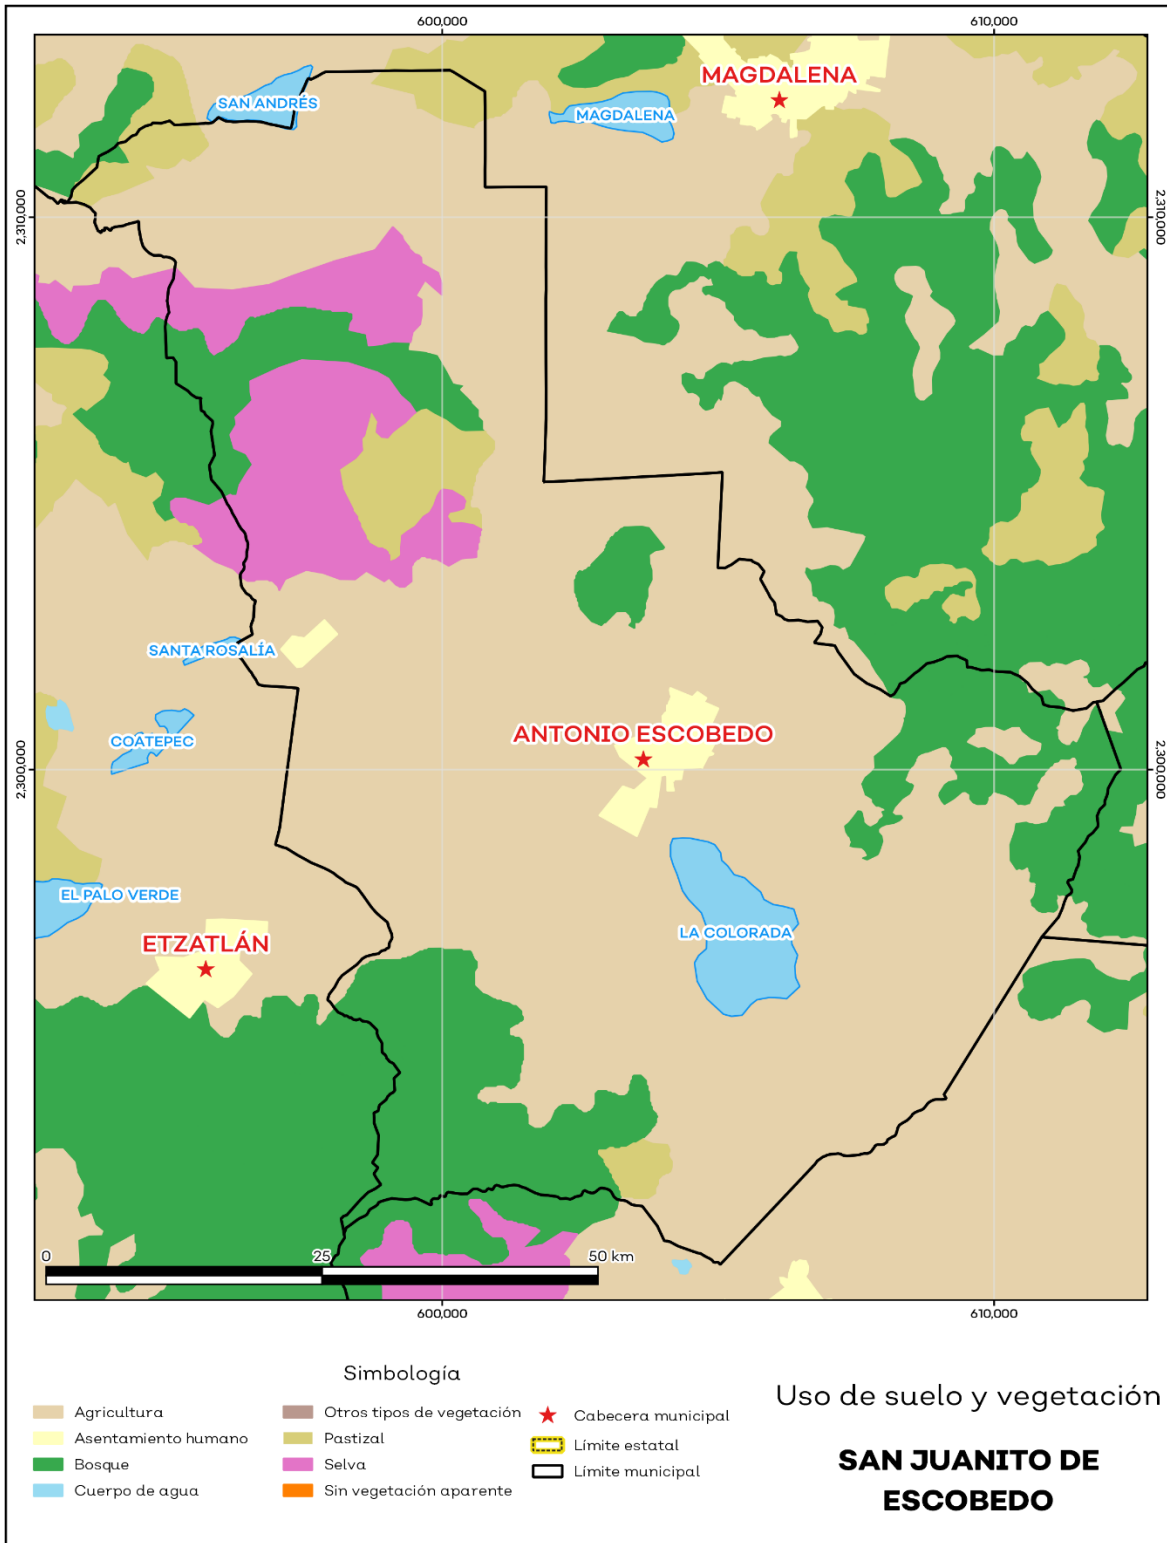 600,000
610,000
MAGDALENA
SAN ANDRÉS
MAGDALENA
2,310,000
2,310,000
SANTA ROSALÍA
ANTONIO ESCOBEDO
COATEPEC
2,300,000
2,300,000
EL PALO VERDE
LA COLORADA
ETZATLÁN
0
25
50 km
600,000
610,000
Simbología
Agricultura
Asentamiento humano
Bosque
Cuerpo de agua
Otros tipos de vegetación
Pastizal
Selva
Sin vegetación aparente
Cabecera municipal
Límite estatal
Límite municipal
Uso de suelo y vegetación
SAN JUANITO DE
ESCOBEDO